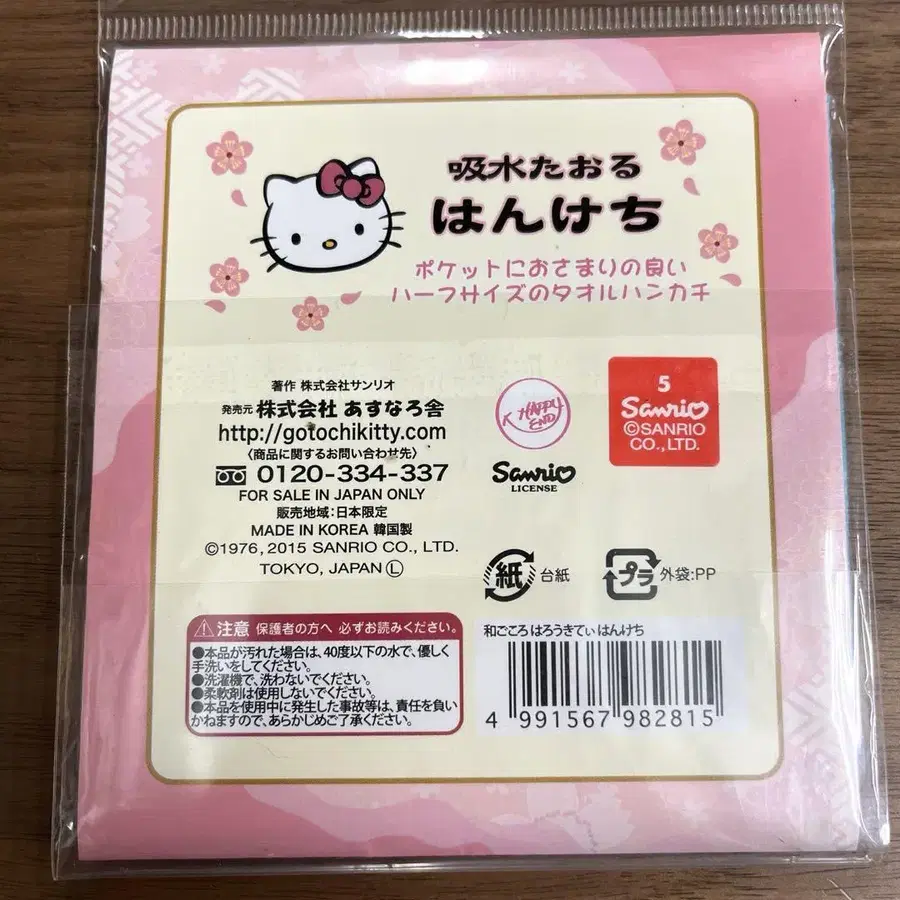 吸水たおる
はんけち
ポケットにおさまりの良い
ハーフサイズのタオルハンカチ
著作 株式会社サンリオ
発売元 株式会社 あすなろ舎
http://gotochikitty.com
〈商品に関するお問い合わせ先〉
0120-334-337
FOR SALE IN JAPAN ONLY
販売地域:日本限定
MADE IN KOREA 韓国製
©1976, 2015 SANRIO CO., LTD.
TOKYO, JAPAN Ⓛ
HAPPY
END
Sanrio
LICENSE
5
Sanrio
©SANRIO
CO., LTD.
紙 台紙
プラ 外袋:PP
注意 保護者の方へ 必ずお読みください。
●本品が汚れた場合は、40度以下の水で、優しく
手洗いをしてください。
●洗濯機で、洗わないでください。
●柔軟剤は使用しないでください。
●本品を使用中に発生した事故等は、責任を負い
かねますので、あらかじめご了承ください。
和ごころ はろうきてぃ はんけち
4 991567 982815